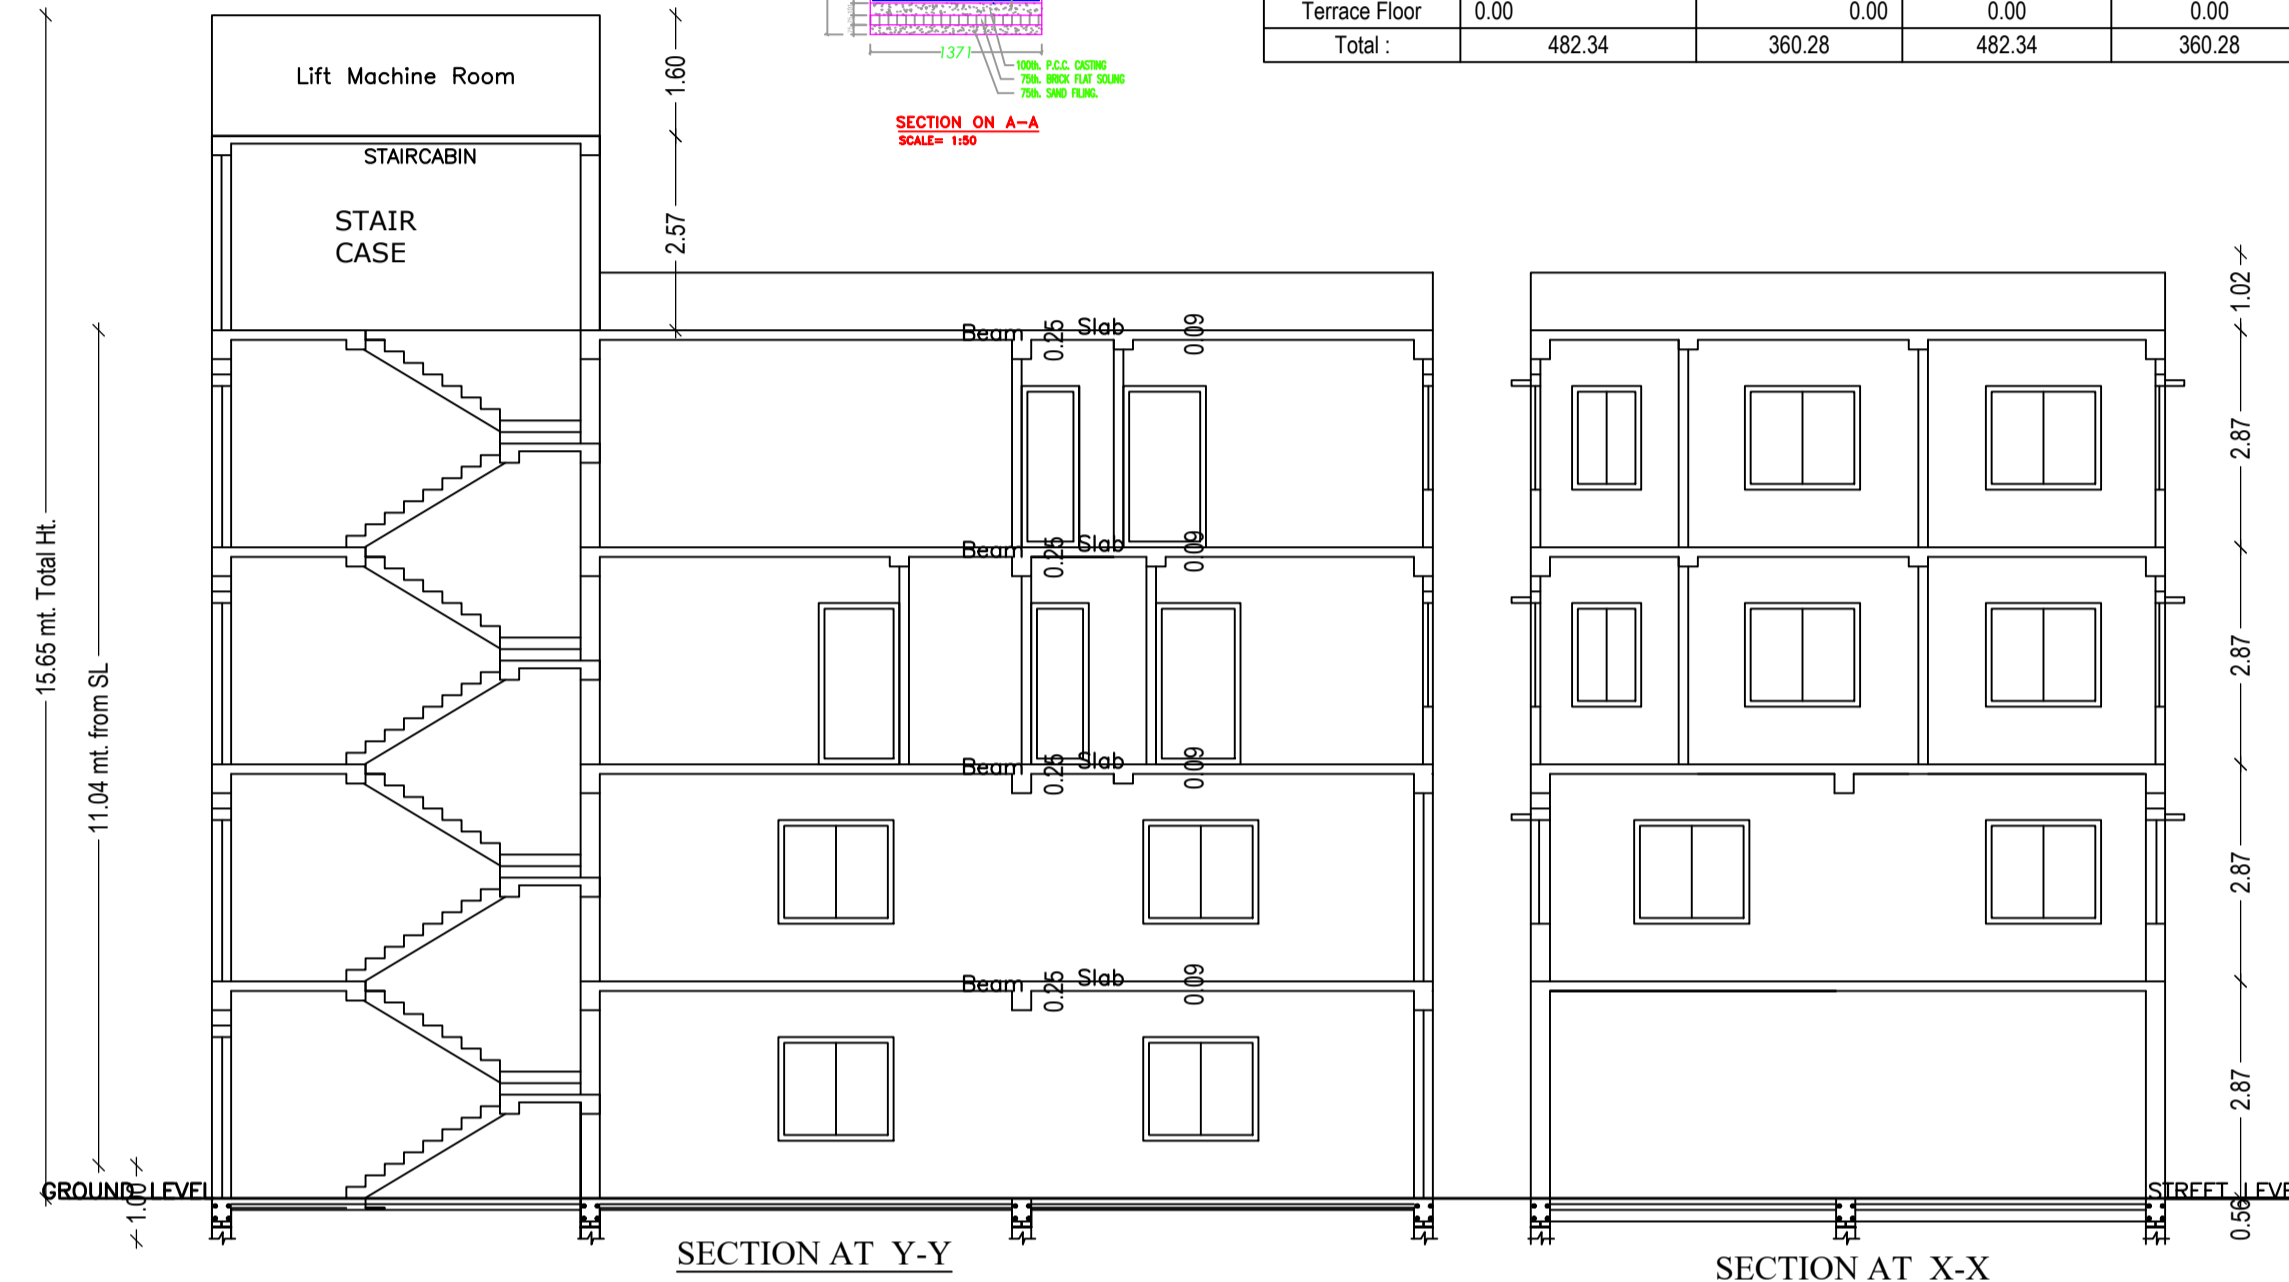 Terrace Floor 0.00 0.00 0.00 0.00
Total : 482.34 360.28 482.34 360.28
1371
100th. P.C.C. CASTING
75th. BRICK FLAT SOLING
75th. SAND FILING.
SECTION ON A-A
SCALE= 1:50
Lift Machine Room
1.60
STAIRCABIN
STAIR
CASE
2.57
1.02
Beam 0.25 Slab 0.09
2.87
15.65 mt. Total Ht.
11.04 mt. from SL
Beam 0.25 Slab 0.09
2.87
Beam 0.25 Slab 0.09
2.87
Beam 0.25 Slab 0.09
2.87
GROUND LEVEL
1.00
STREET LEVE
0.56
SECTION AT Y-Y
SECTION AT X-X